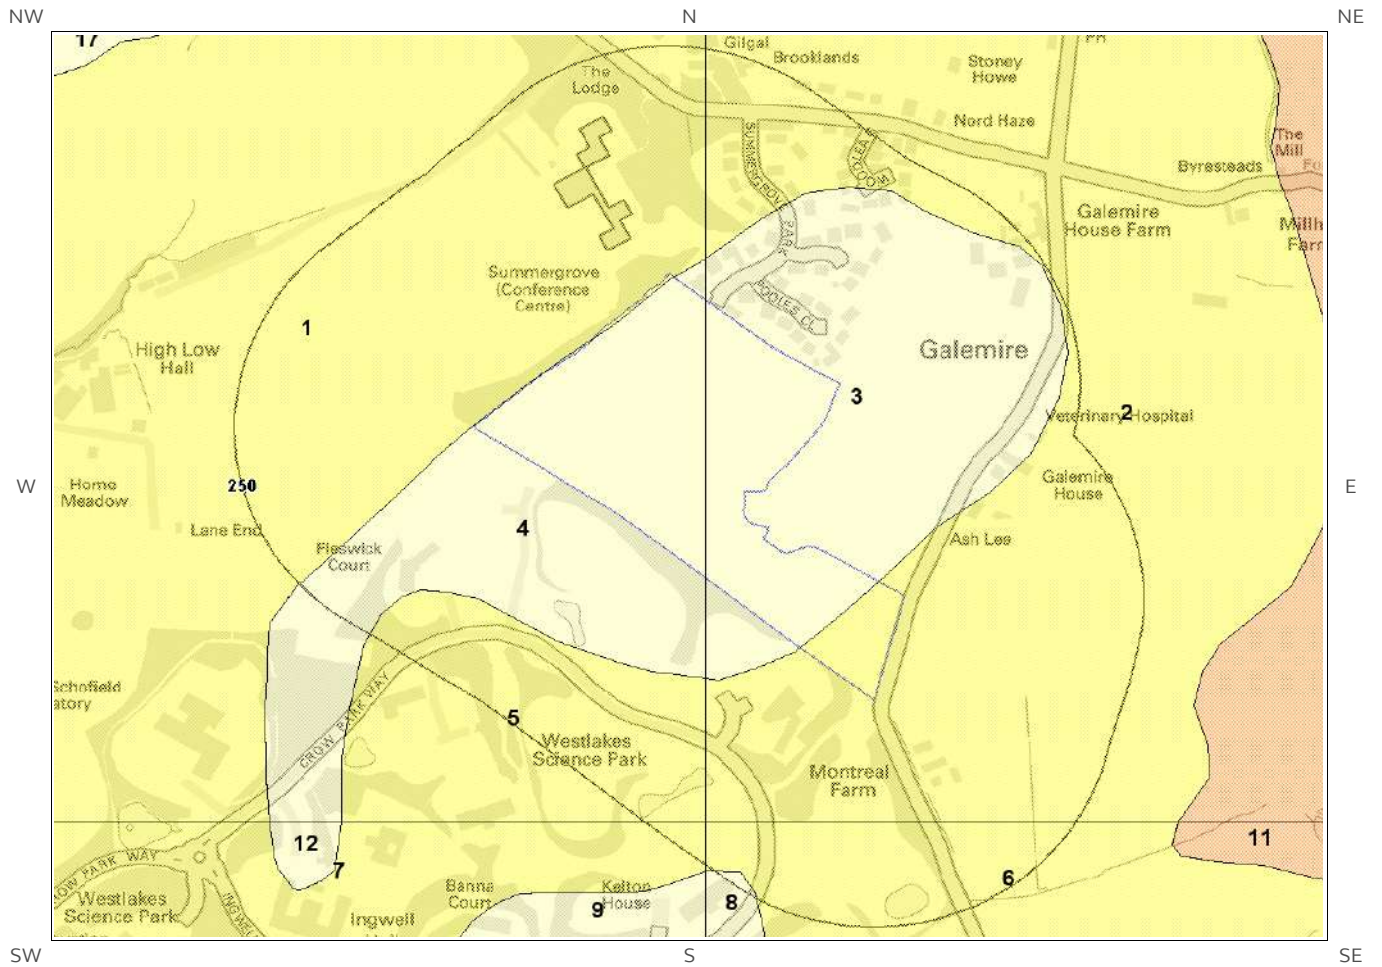 NW
N
NE
17
Gilgal
Brooklands
PH
The
Lodge
Stoney
Howe
Nord Haze
SUMMERGROVE PARK
The
Mill
Byresteads
Galemire
House Farm
Summergrove
(Conference
Centre)
1
High Low
Hall
Galemire
3
2
Veterinary Hospital
W
E
Home
Meadow
250
Galemire
House
Lane End
4
Ash Lee
Fleswick
Court
CROW PARK WAY
5
Westlakes
Science Park
Montreal
Farm
12
7
11
6
Westlakes
Science Park
Banna
Court
Kelton
House
9
8
Ingwell
SW
S
SE